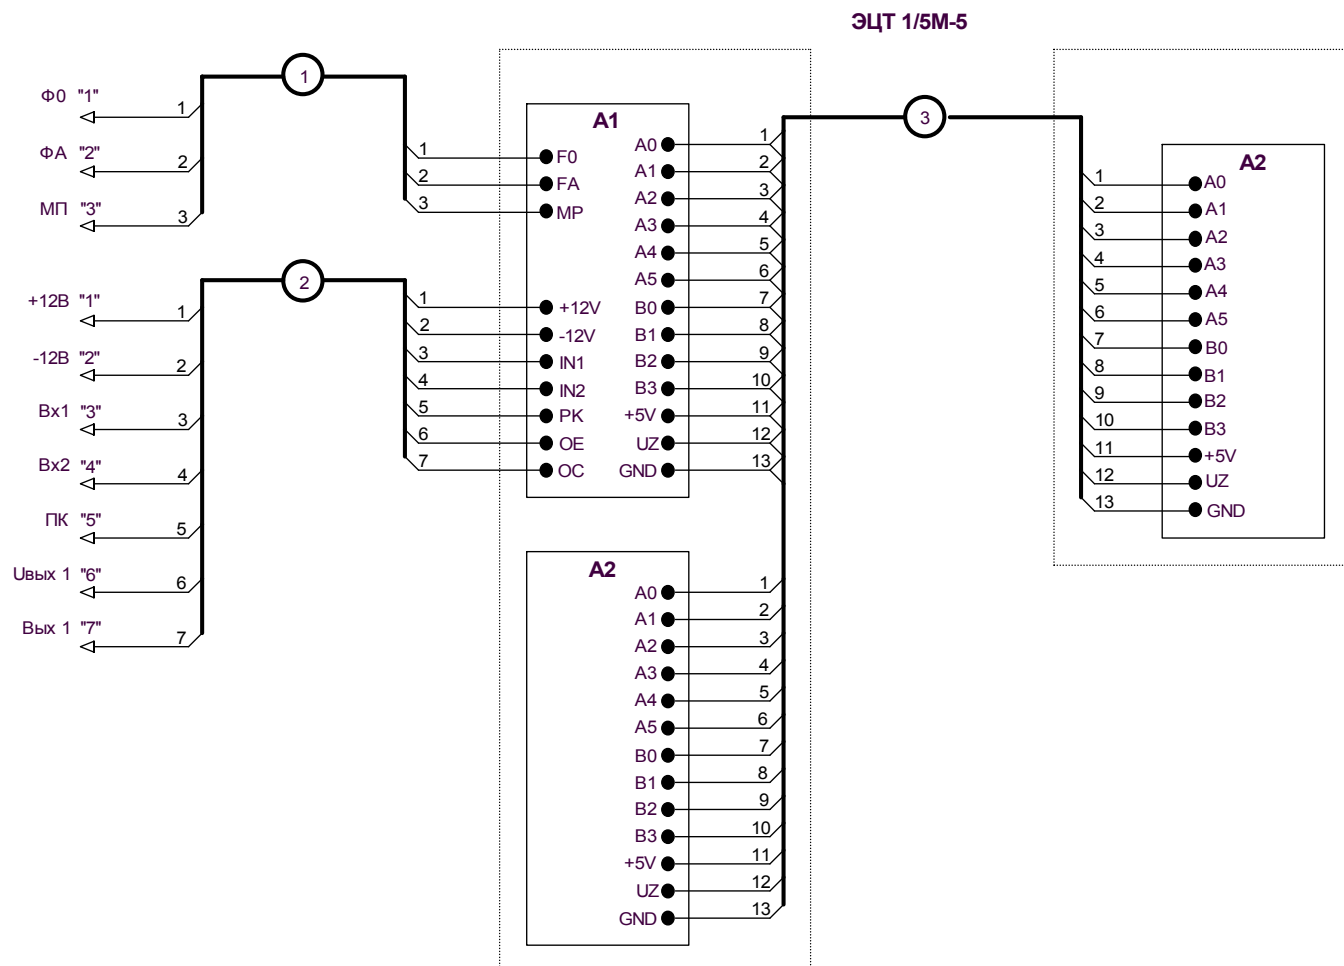 ЭЦТ 1/5М-5
1
Ф0 "1"
1
ФА "2"
2
МП "3"
3
2
+12В "1"
1
-12В "2"
2
Вх1 "3"
3
Вх2 "4"
4
ПК "5"
5
Uвых 1 "6"
6
Вых 1 "7"
7
A1
1 F0
2 FA
3 MP
1 +12V
2 -12V
3 IN1
4 IN2
5 PK
6 OE
7 OC
A0 1
A1 2
A2 3
A3 4
A4 5
A5 6
B0 7
B1 8
B2 9
B3 10
+5V 11
UZ 12
GND 13
A2
A0 1
A1 2
A2 3
A3 4
A4 5
A5 6
B0 7
B1 8
B2 9
B3 10
+5V 11
UZ 12
GND 13
3
A2
1 A0
2 A1
3 A2
4 A3
5 A4
6 A5
7 B0
8 B1
9 B2
10 B3
11 +5V
12 UZ
13 GND